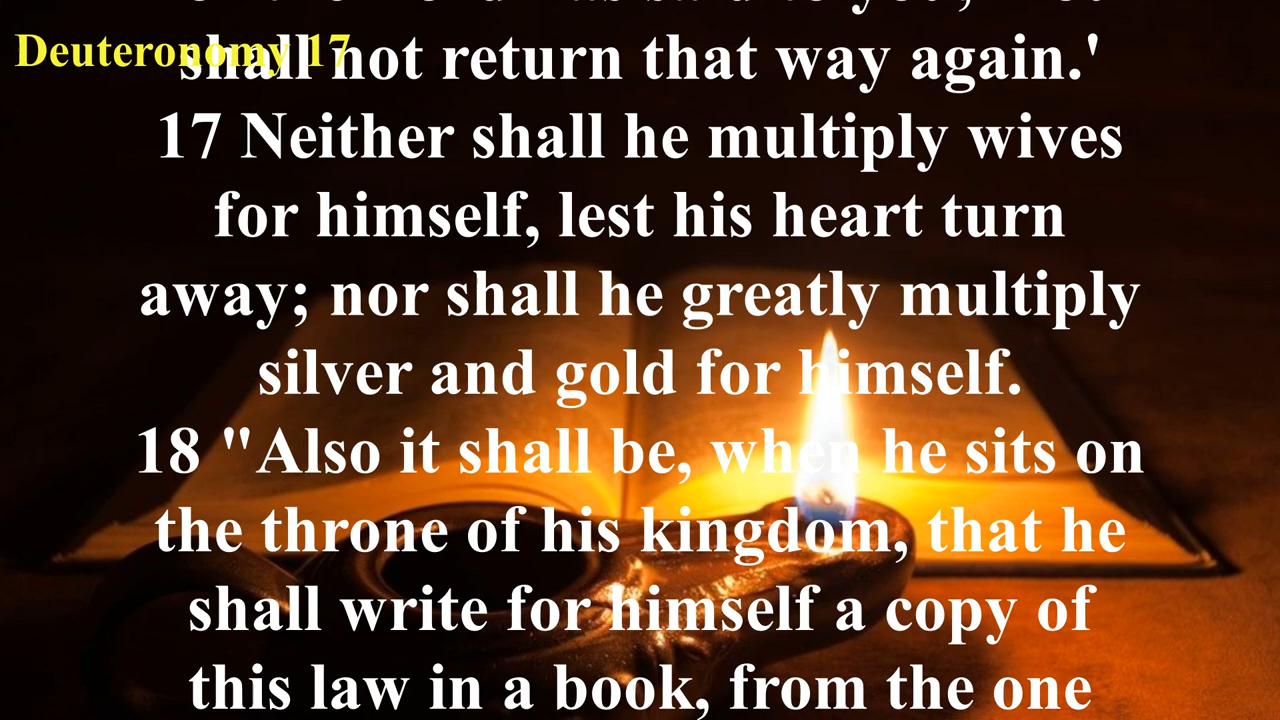 Deuteronomy 17
shall not return that way again.'
17 Neither shall he multiply wives
for himself, lest his heart turn
away; nor shall he greatly multiply
silver and gold for himself.
18 "Also it shall be, when he sits on
the throne of his kingdom, that he
shall write for himself a copy of
this law in a book, from the one